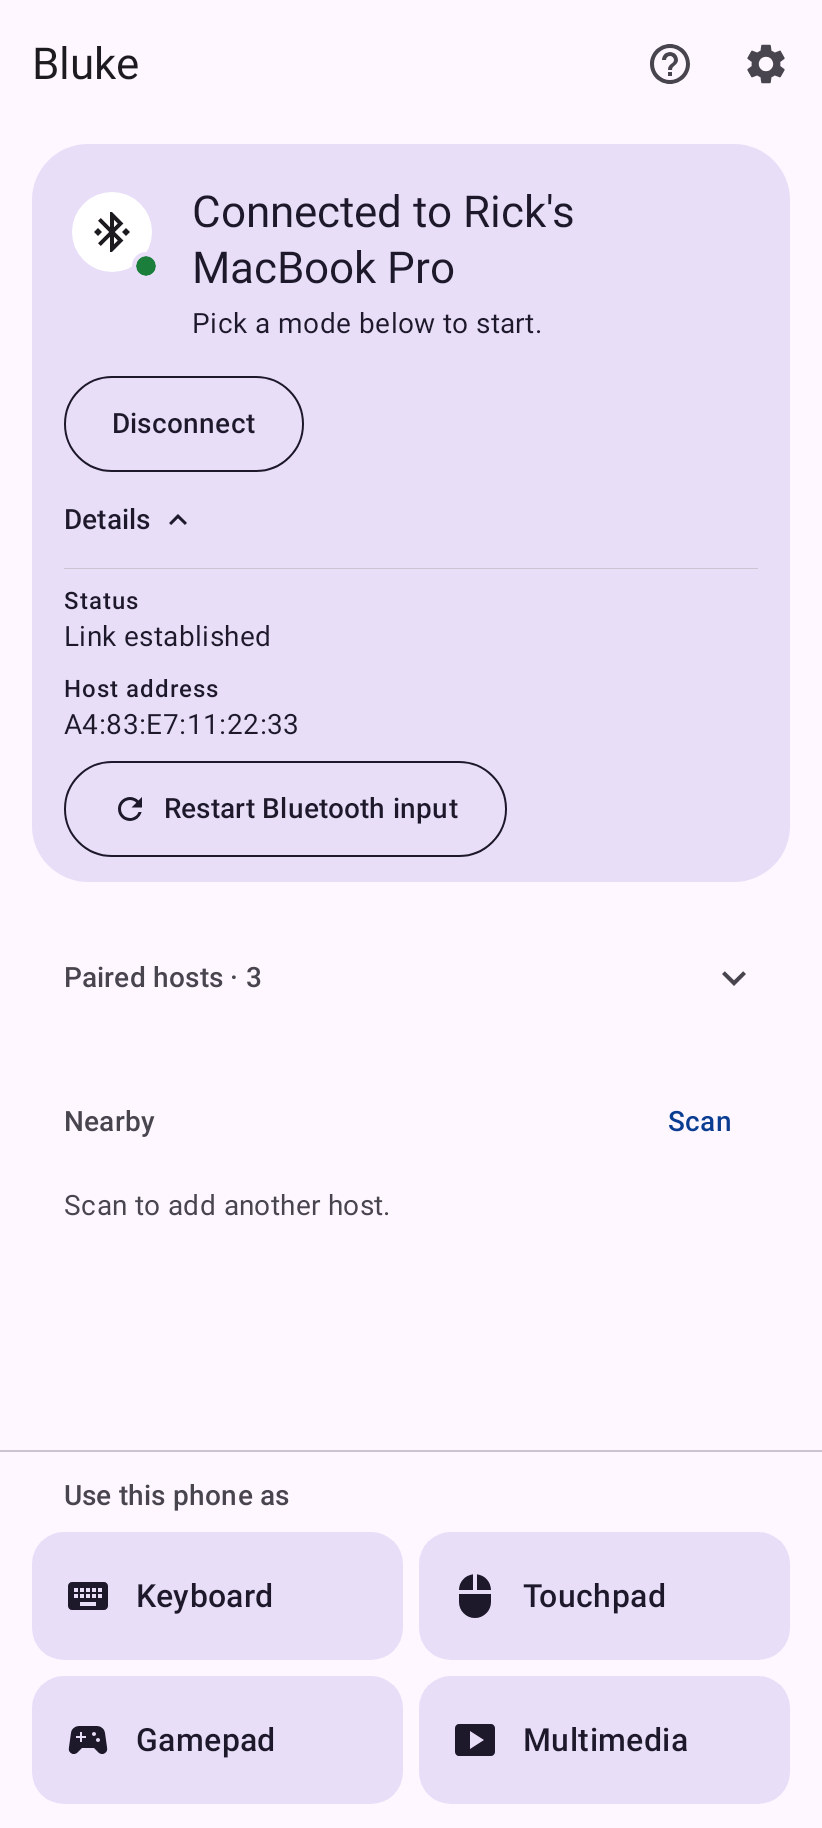 Bluke
Connected to Rick's
MacBook Pro
Pick a mode below to start.
Disconnect
Details
Status
Link established
Host address
A4:83:E7:11:22:33
Restart Bluetooth input
Paired hosts · 3
Nearby
Scan
Scan to add another host.
Use this phone as
Keyboard
Touchpad
Gamepad
Multimedia